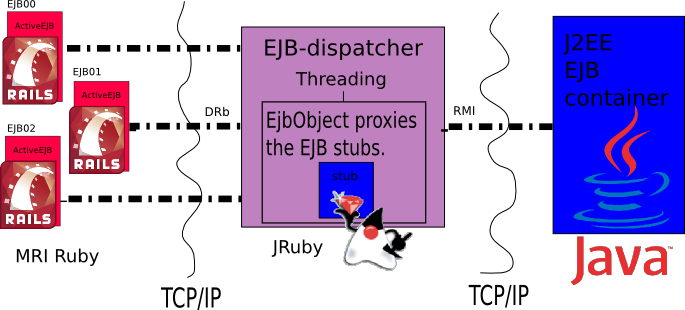 EJB00
ActiveEJB
RAILS
EJB01
ActiveEJB
RAILS
EJB02
ActiveEJB
RAILS
MRI Ruby
TCP/IP
DRb
EJB-dispatcher
Threading
EjbObject proxies
the EJB stubs.
stub
JRuby
RMI
TCP/IP
J2EE
EJB
container
Java™